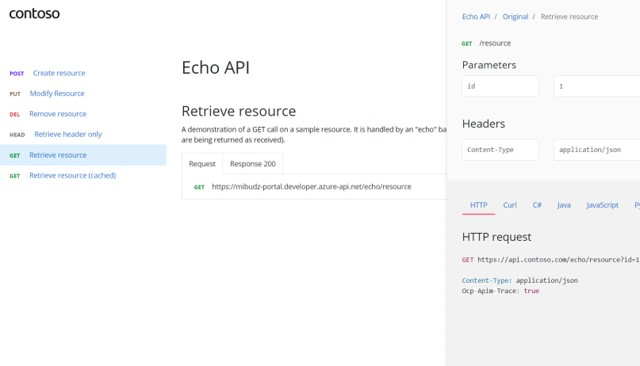 contoso
POST Create resource
PUT Modify Resource
DEL Remove resource
HEAD Retrieve header only
GET Retrieve resource
GET Retrieve resource (cached)
Echo API
Retrieve resource
A demonstration of a GET call on a sample resource. It is handled by an "echo" ba
are being returned as received).
Request Response 200
GET https://mibudz-portal.developer.azure-api.net/echo/resource
Echo API / Original / Retrieve resource
GET /resource
Parameters
id 1
Headers
Content-Type application/json
HTTP Curl C# Java JavaScript Py
HTTP request
GET https://api.contoso.com/echo/resource?id=1
Content-Type: application/json
Ocp-Apim-Trace: true